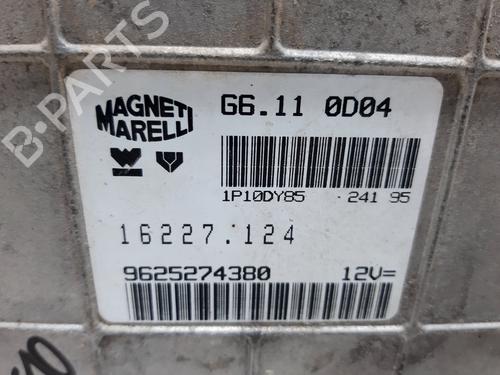 B-PARTS
MAGNETI
MARELLI
G6.11 0D04
1P10DY85 241 95
16227.124
9625274380 12V=